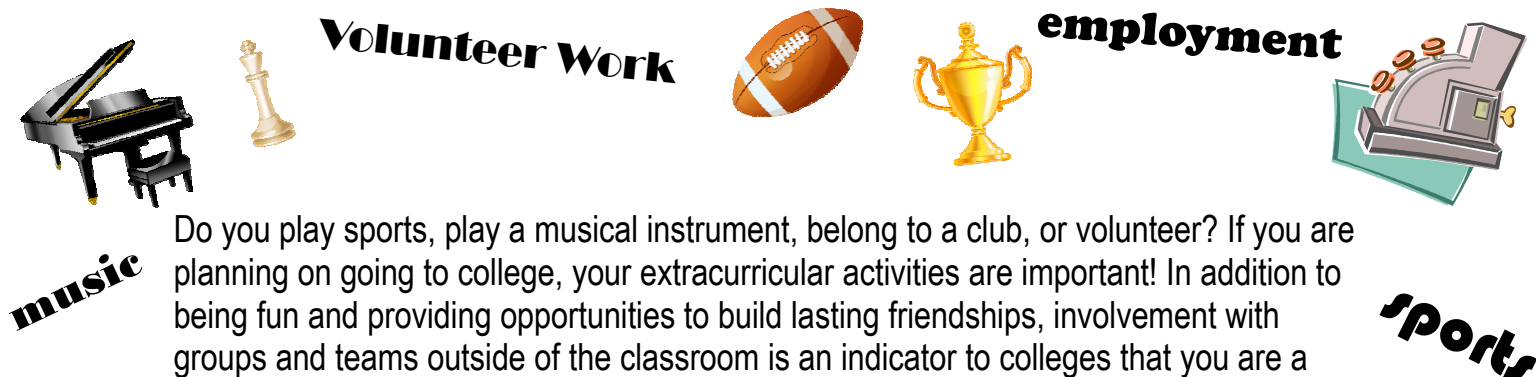 Volunteer Work
employment
Do you play sports, play a musical instrument, belong to a club, or volunteer? If you are
music
planning on going to college, your extracurricular activities are important! In addition to
being fun and providing opportunities to build lasting friendships, involvement with
sports
groups and teams outside of the classroom is an indicator to colleges that you are a